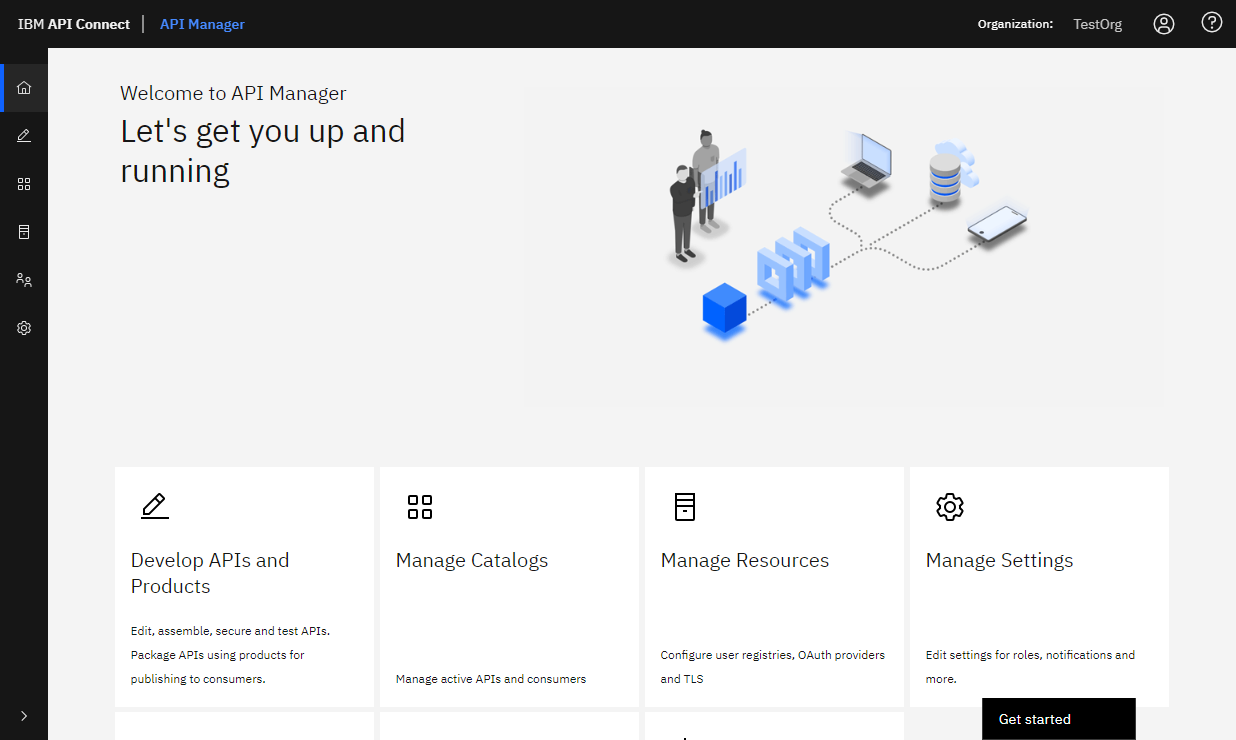 IBM API Connect | API Manager
Organization: TestOrg
Welcome to API Manager
Let's get you up and
running
Develop APIs and
Products
Edit, assemble, secure and test APIs.
Package APIs using products for
publishing to consumers.
Manage Catalogs
Manage active APIs and consumers
Manage Resources
Configure user registries, OAuth providers
and TLS
Manage Settings
Edit settings for roles, notifications and
more.
Get started